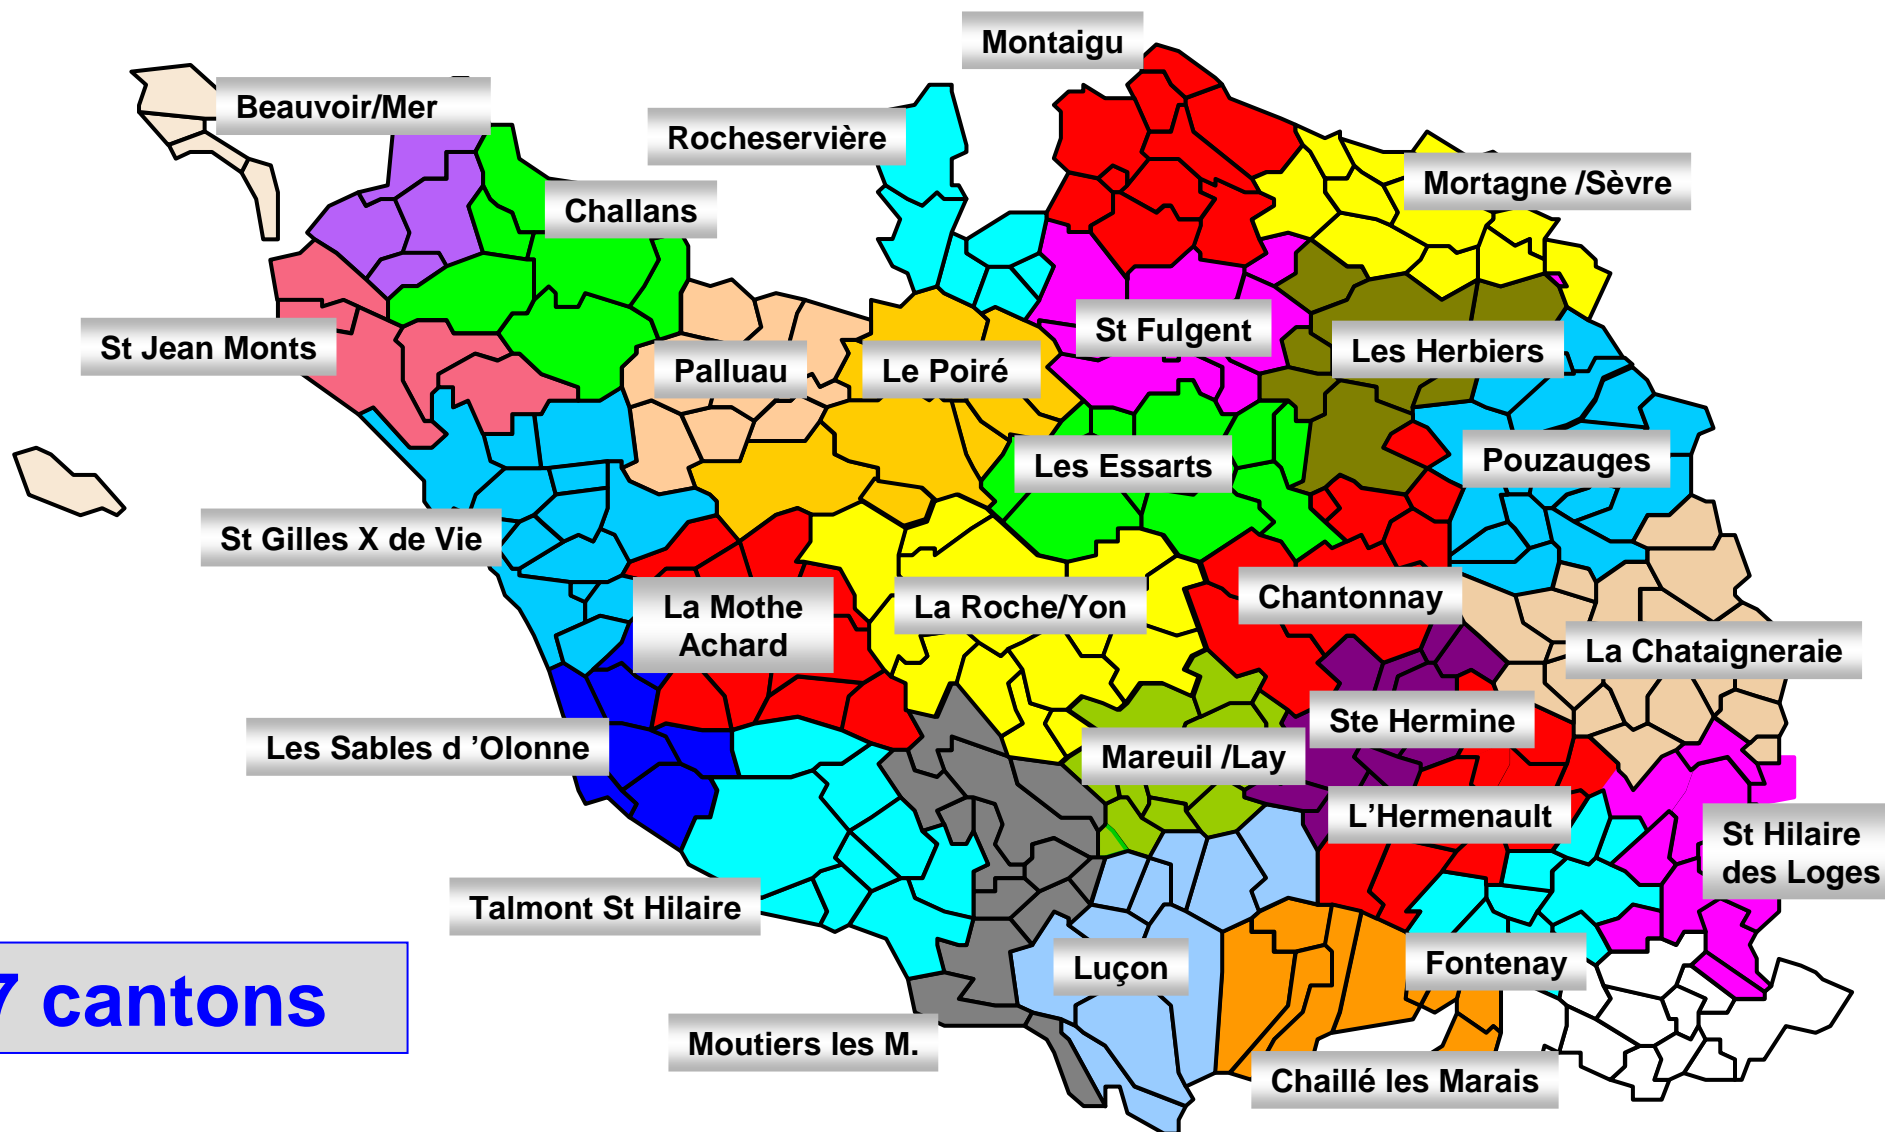 Montaigu
Beauvoir/Mer
Rocheservière
Mortagne /Sèvre
Challans
St Fulgent
St Jean Monts
Les Herbiers
Palluau
Le Poiré
Les Essarts
Pouzauges
St Gilles X de Vie
La Mothe
Achard
La Roche/Yon
Chantonnay
La Chataigneraie
Ste Hermine
Les Sables d ’Olonne
Mareuil /Lay
L’Hermenault
St Hilaire
des Loges
Talmont St Hilaire
Luçon
Fontenay
7 cantons
Moutiers les M.
Chaillé les Marais